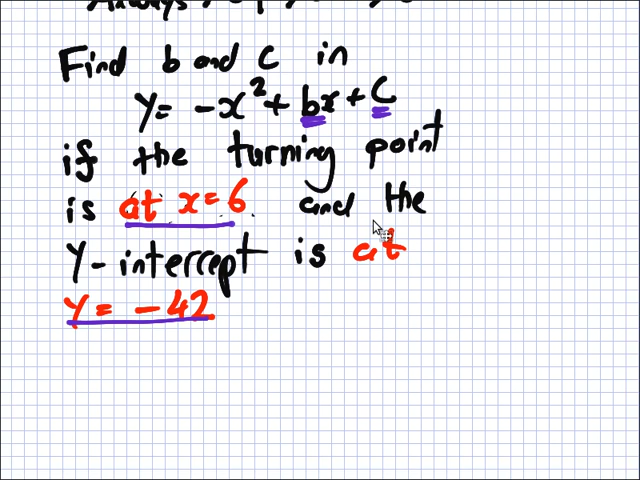 Find b and c in
y = -x² + bx + c
if the turning point
is at x = 6. and the
y-intercept is at
y = -42